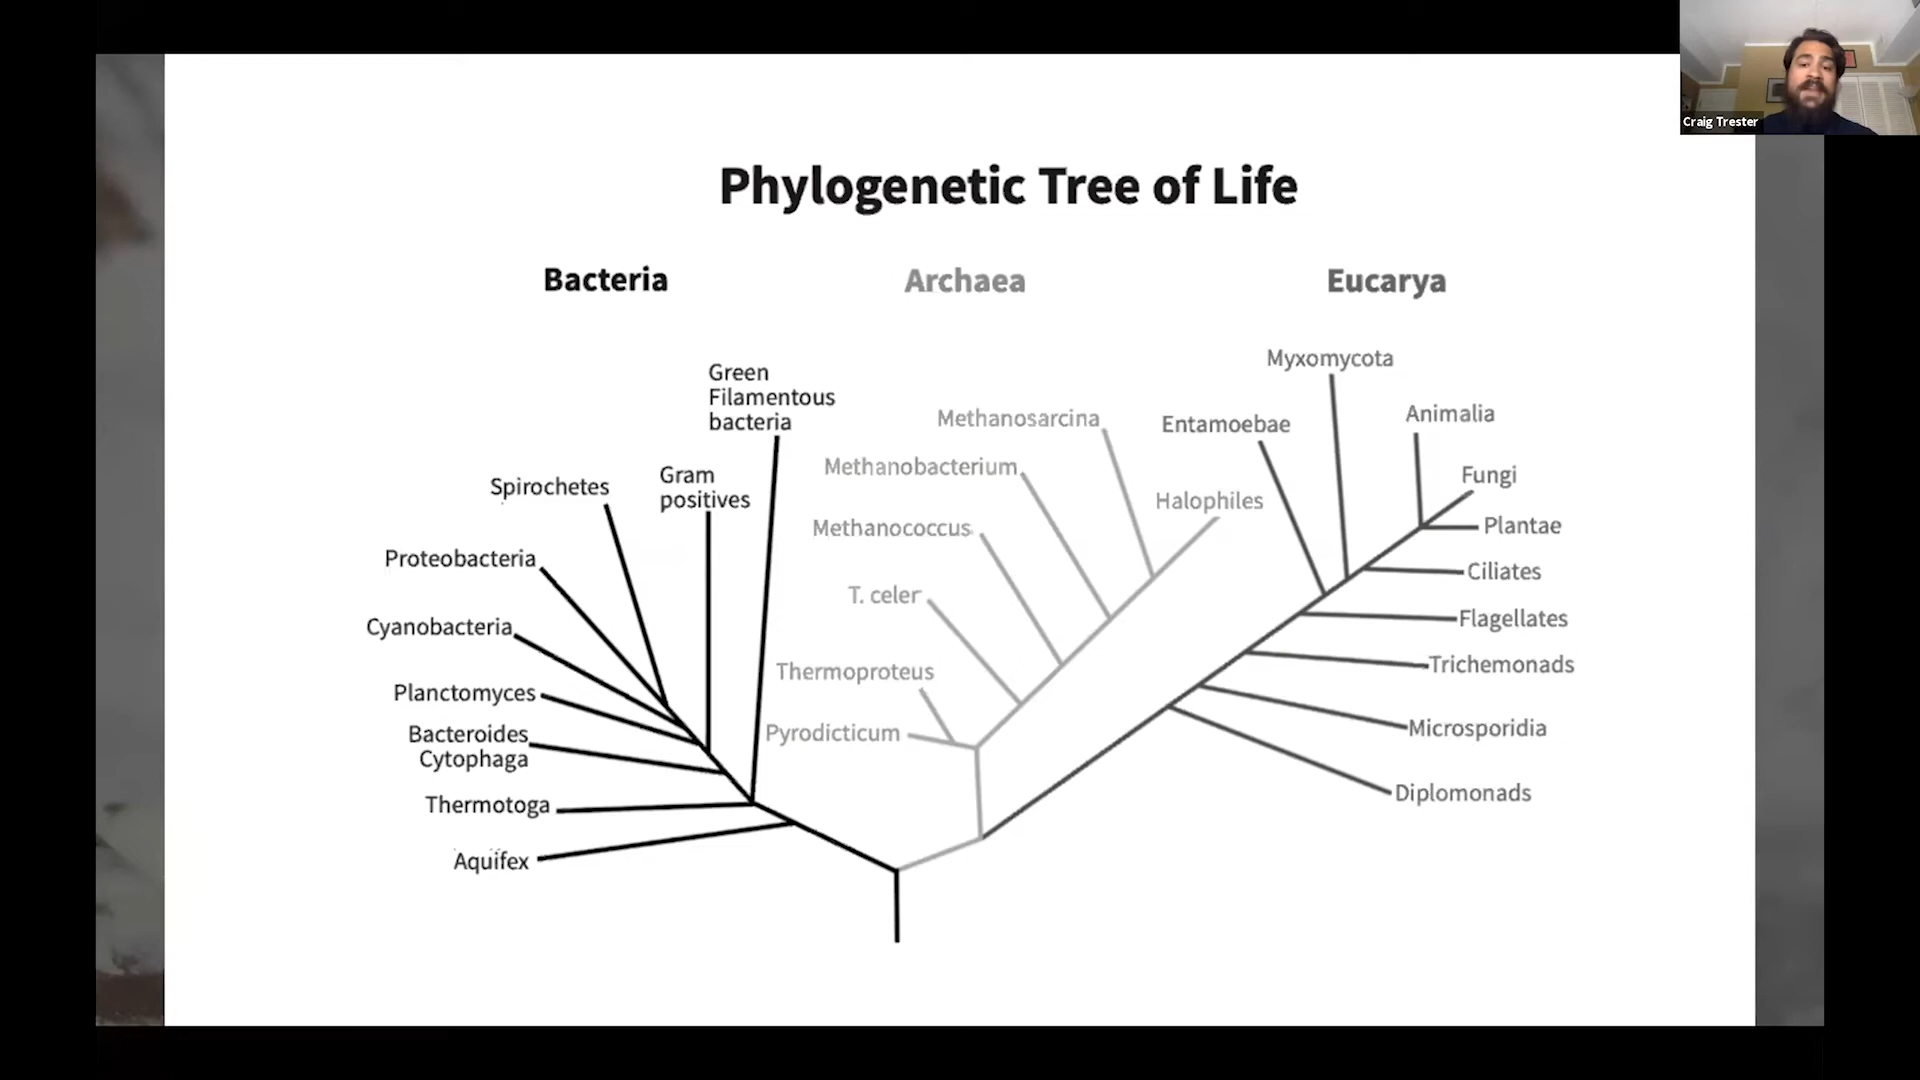 Craig Trester
Phylogenetic Tree of Life
Bacteria
Archaea
Eucarya
Green
Filamentous
bacteria
Gram
positives
Spirochetes
Proteobacteria
Cyanobacteria
Planctomyces
Bacteroides
Cytophaga
Thermotoga
Aquifex
Methanosarcina
Methanobacterium
Methanococcus
Halophiles
T. celer
Thermoproteus
Pyrodicticum
Myxomycota
Entamoebae
Animalia
Fungi
Plantae
Ciliates
Flagellates
Trichemonads
Microsporidia
Diplomonads